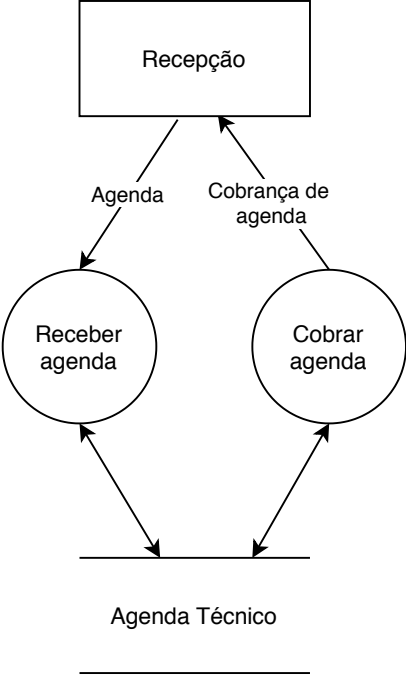 Recepção
Agenda
Cobrança de
agenda
Receber
agenda
Cobrar
agenda
Agenda Técnico